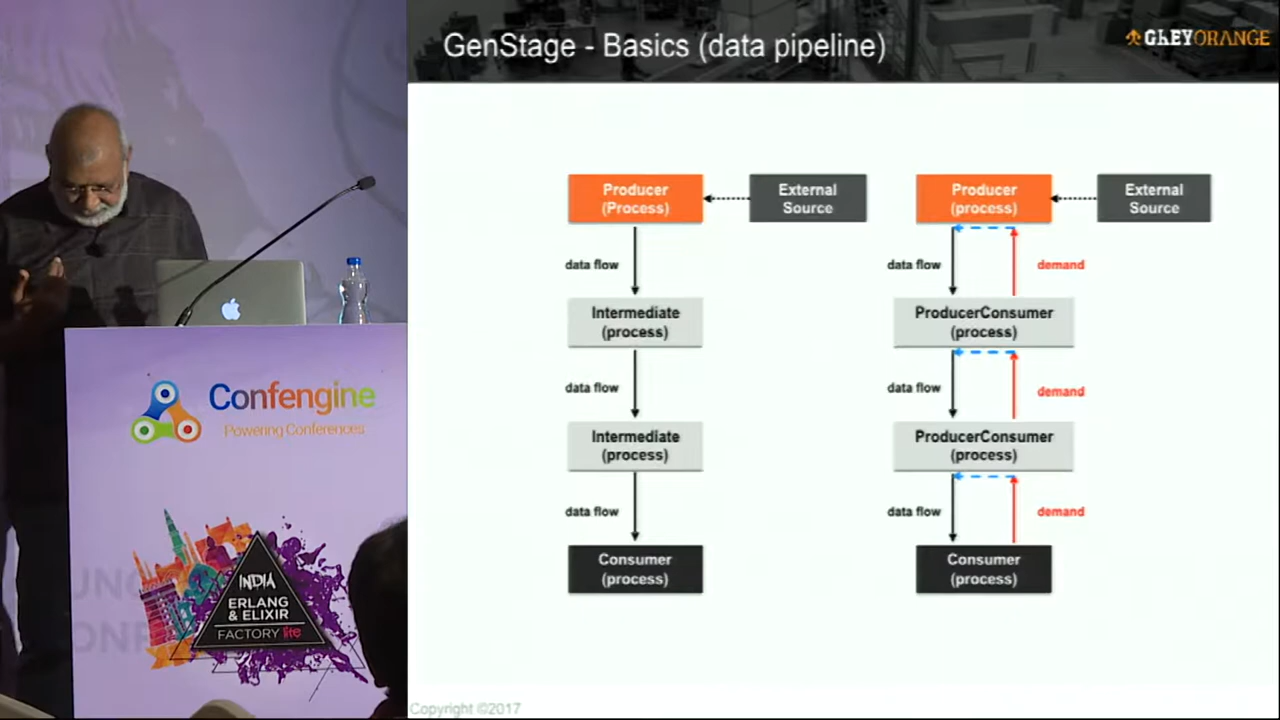 GenStage - Basics (data pipeline)
GREYORANGE
Producer
(Process)
External
Source
data flow
Intermediate
(process)
data flow
Intermediate
(process)
data flow
Consumer
(process)
Producer
(process)
External
Source
data flow
demand
ProducerConsumer
(process)
data flow
demand
ProducerConsumer
(process)
data flow
demand
Consumer
(process)
Copyright ©2017
Confengine
Powering Conferences
INDIA
ERLANG
& ELIXIR
FACTORY lite